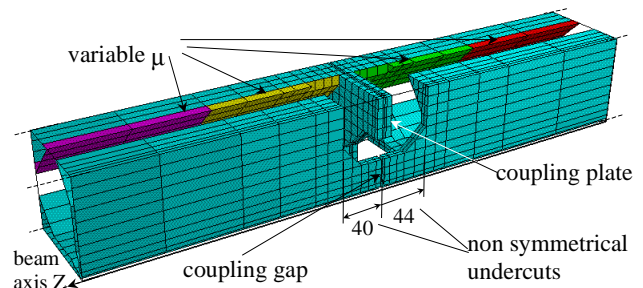 variable μ
coupling plate
44
40
non symmetrical
undercuts
coupling gap
beam
axis Z